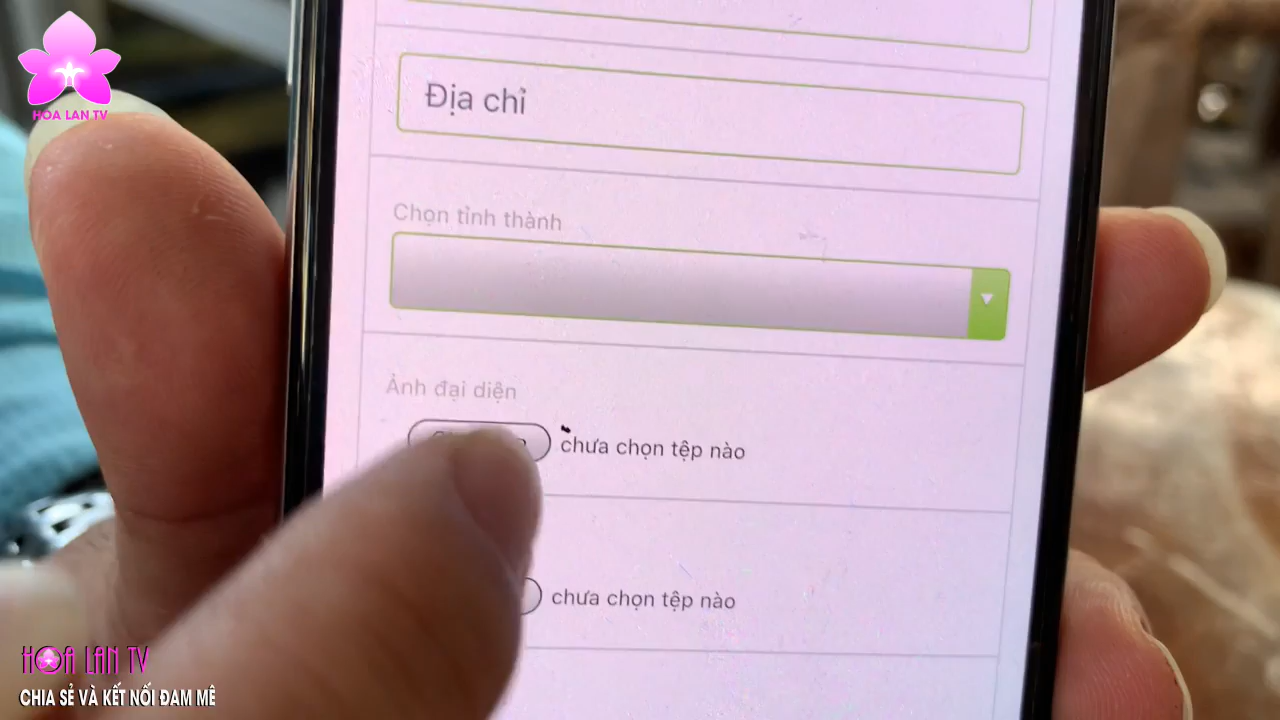 HOA LAN TV
Địa chỉ
Chọn tỉnh thành
Ảnh đại diện
chưa chọn tệp nào
chưa chọn tệp nào
HOA LAN TV
CHIA SẺ VÀ KẾT NỐI ĐAM MÊ